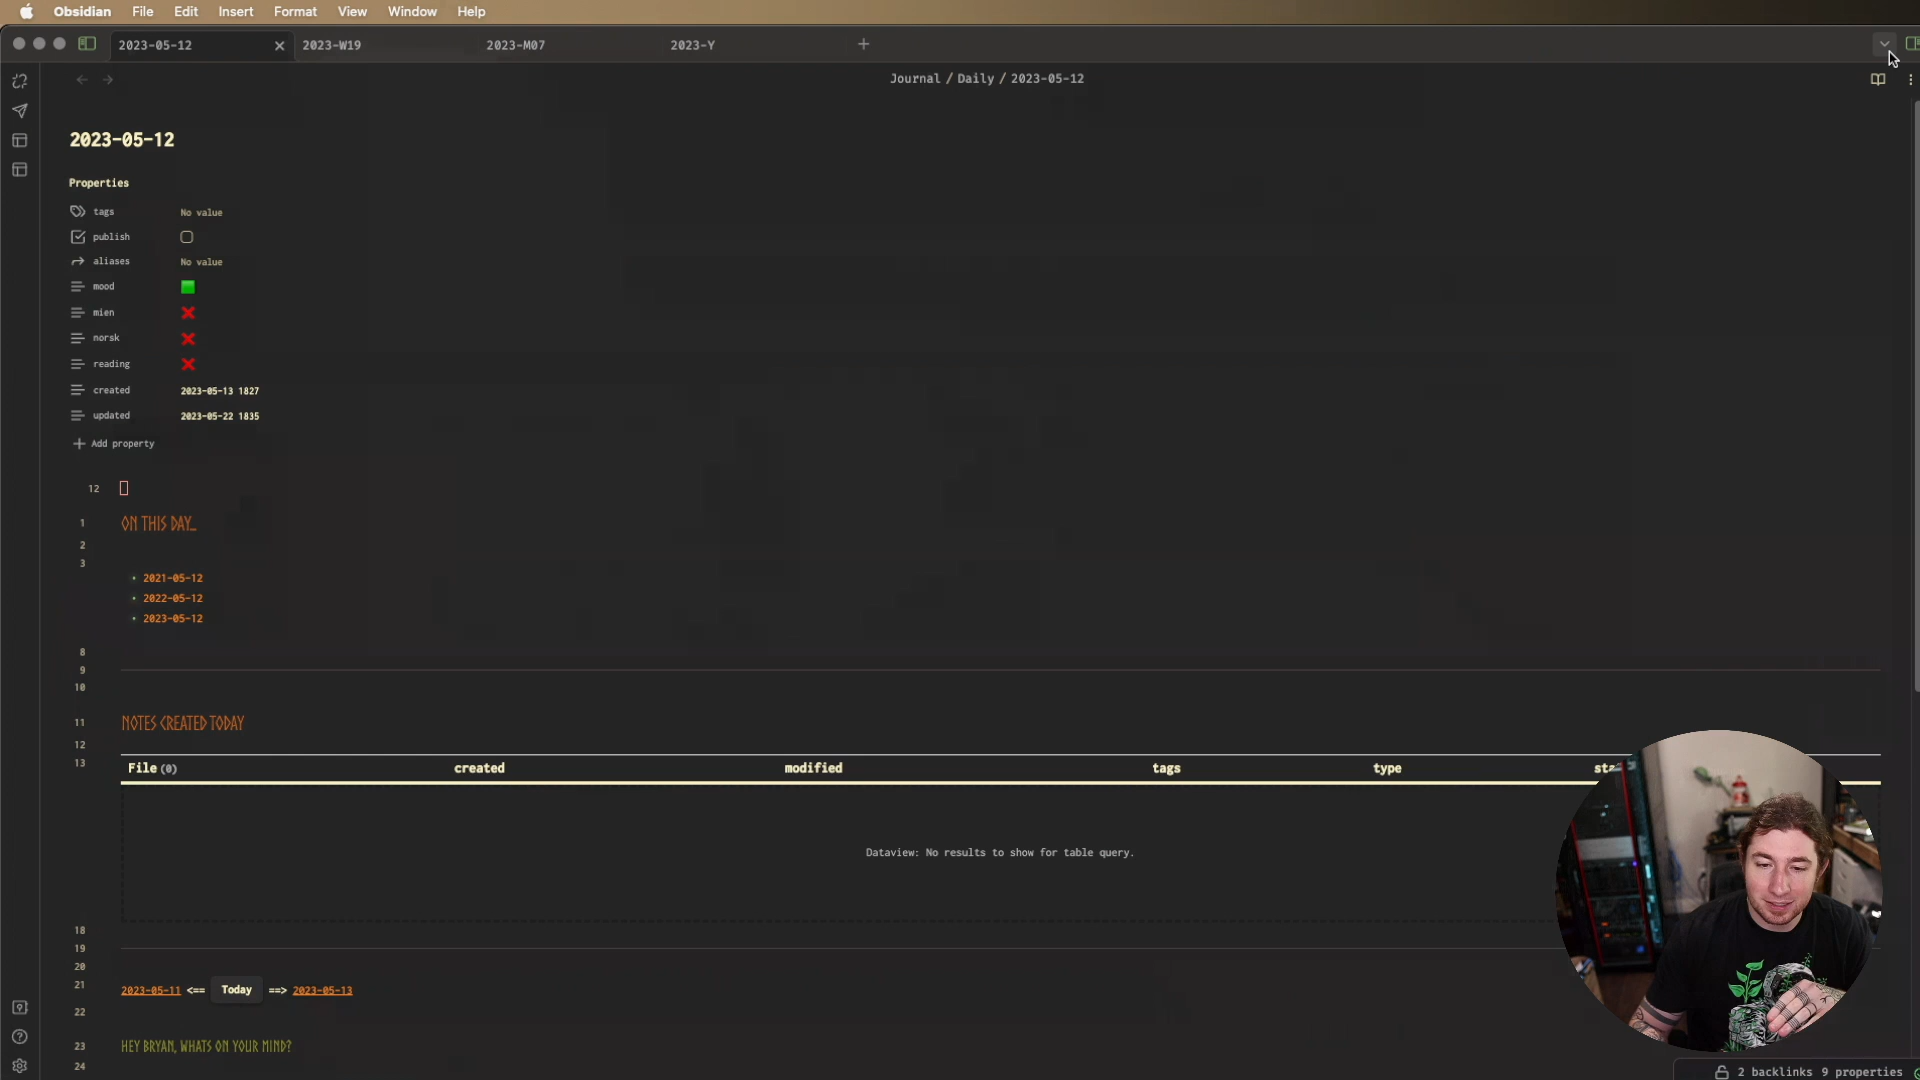 Obsidian File Edit Insert Format View Window Help
2023-05-12 2023-W19 2023-M07 2023-Y
Journal / Daily / 2023-05-12
2023-05-12
Properties
tags No value
publish
aliases No value
mood
mien
norsk
reading
created 2023-05-13 1827
updated 2023-05-22 1835
Add property
12
1 ON THIS DAY…
2
3
2021-05-12
2022-05-12
2023-05-12
8
9
10
11 NOTES CREATED TODAY
12
13 File (0) created modified tags type
Dataview: No results to show for table query.
18
19
20
21 2023-05-11 <== Today ==> 2023-05-13
22
23 HEY BRYAN, WHATS ON YOUR MIND?
24
2 backlinks 9 properties